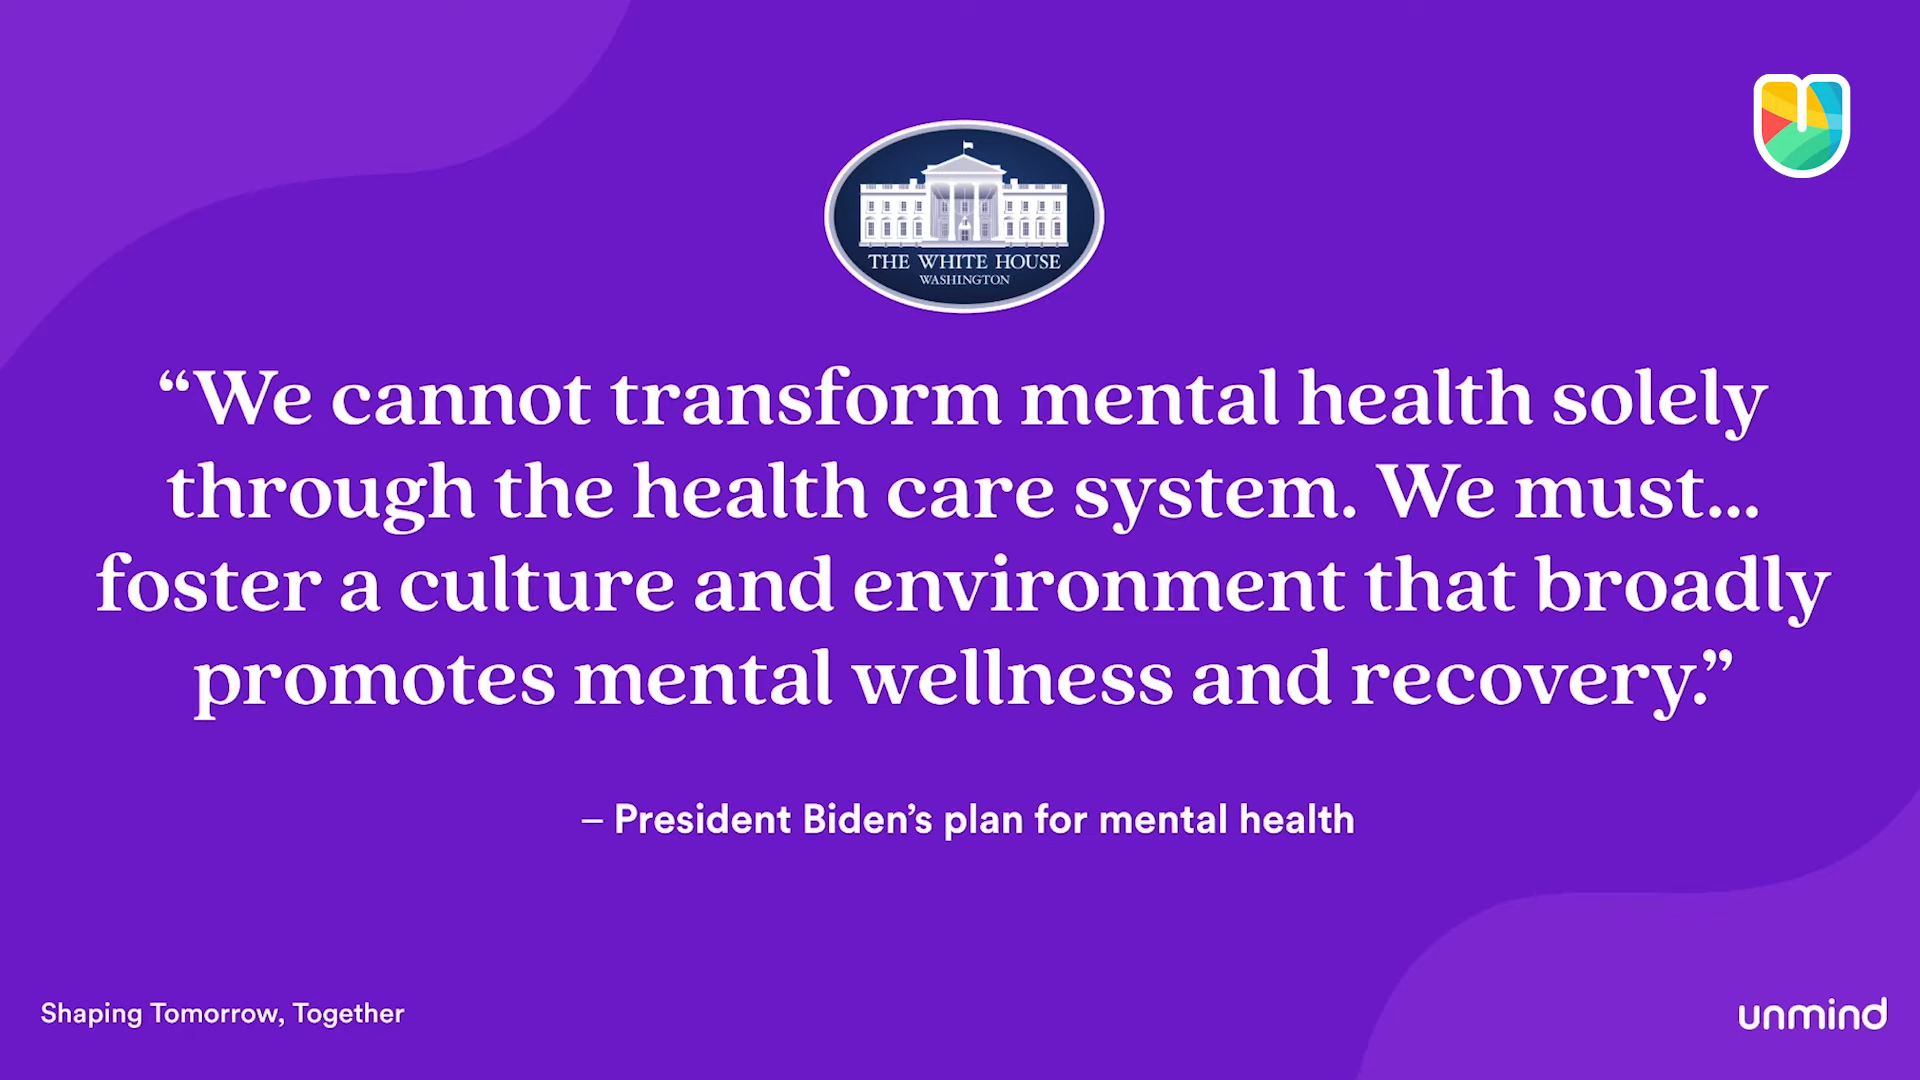 THE WHITE HOUSE
WASHINGTON
“We cannot transform mental health solely
through the health care system. We must...
foster a culture and environment that broadly
promotes mental wellness and recovery.”
– President Biden’s plan for mental health
Shaping Tomorrow, Together
unmind